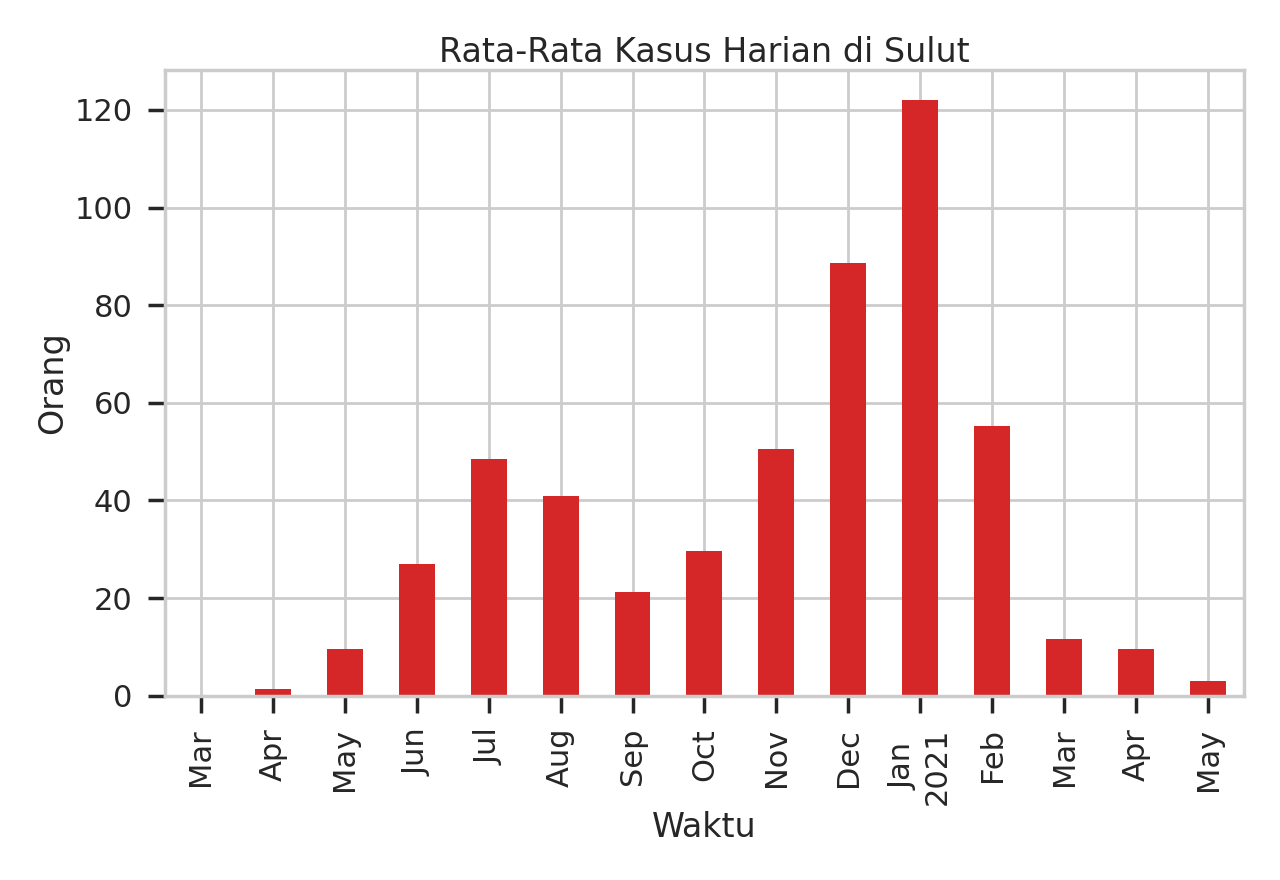 Rata-Rata Kasus Harian di Sulut
120
100
80
60
40
20
0
Orang
Mar
Apr
May
Jun
Jul
Aug
Sep
Oct
Nov
Dec
Jan
2021
Feb
Mar
Apr
May
Waktu